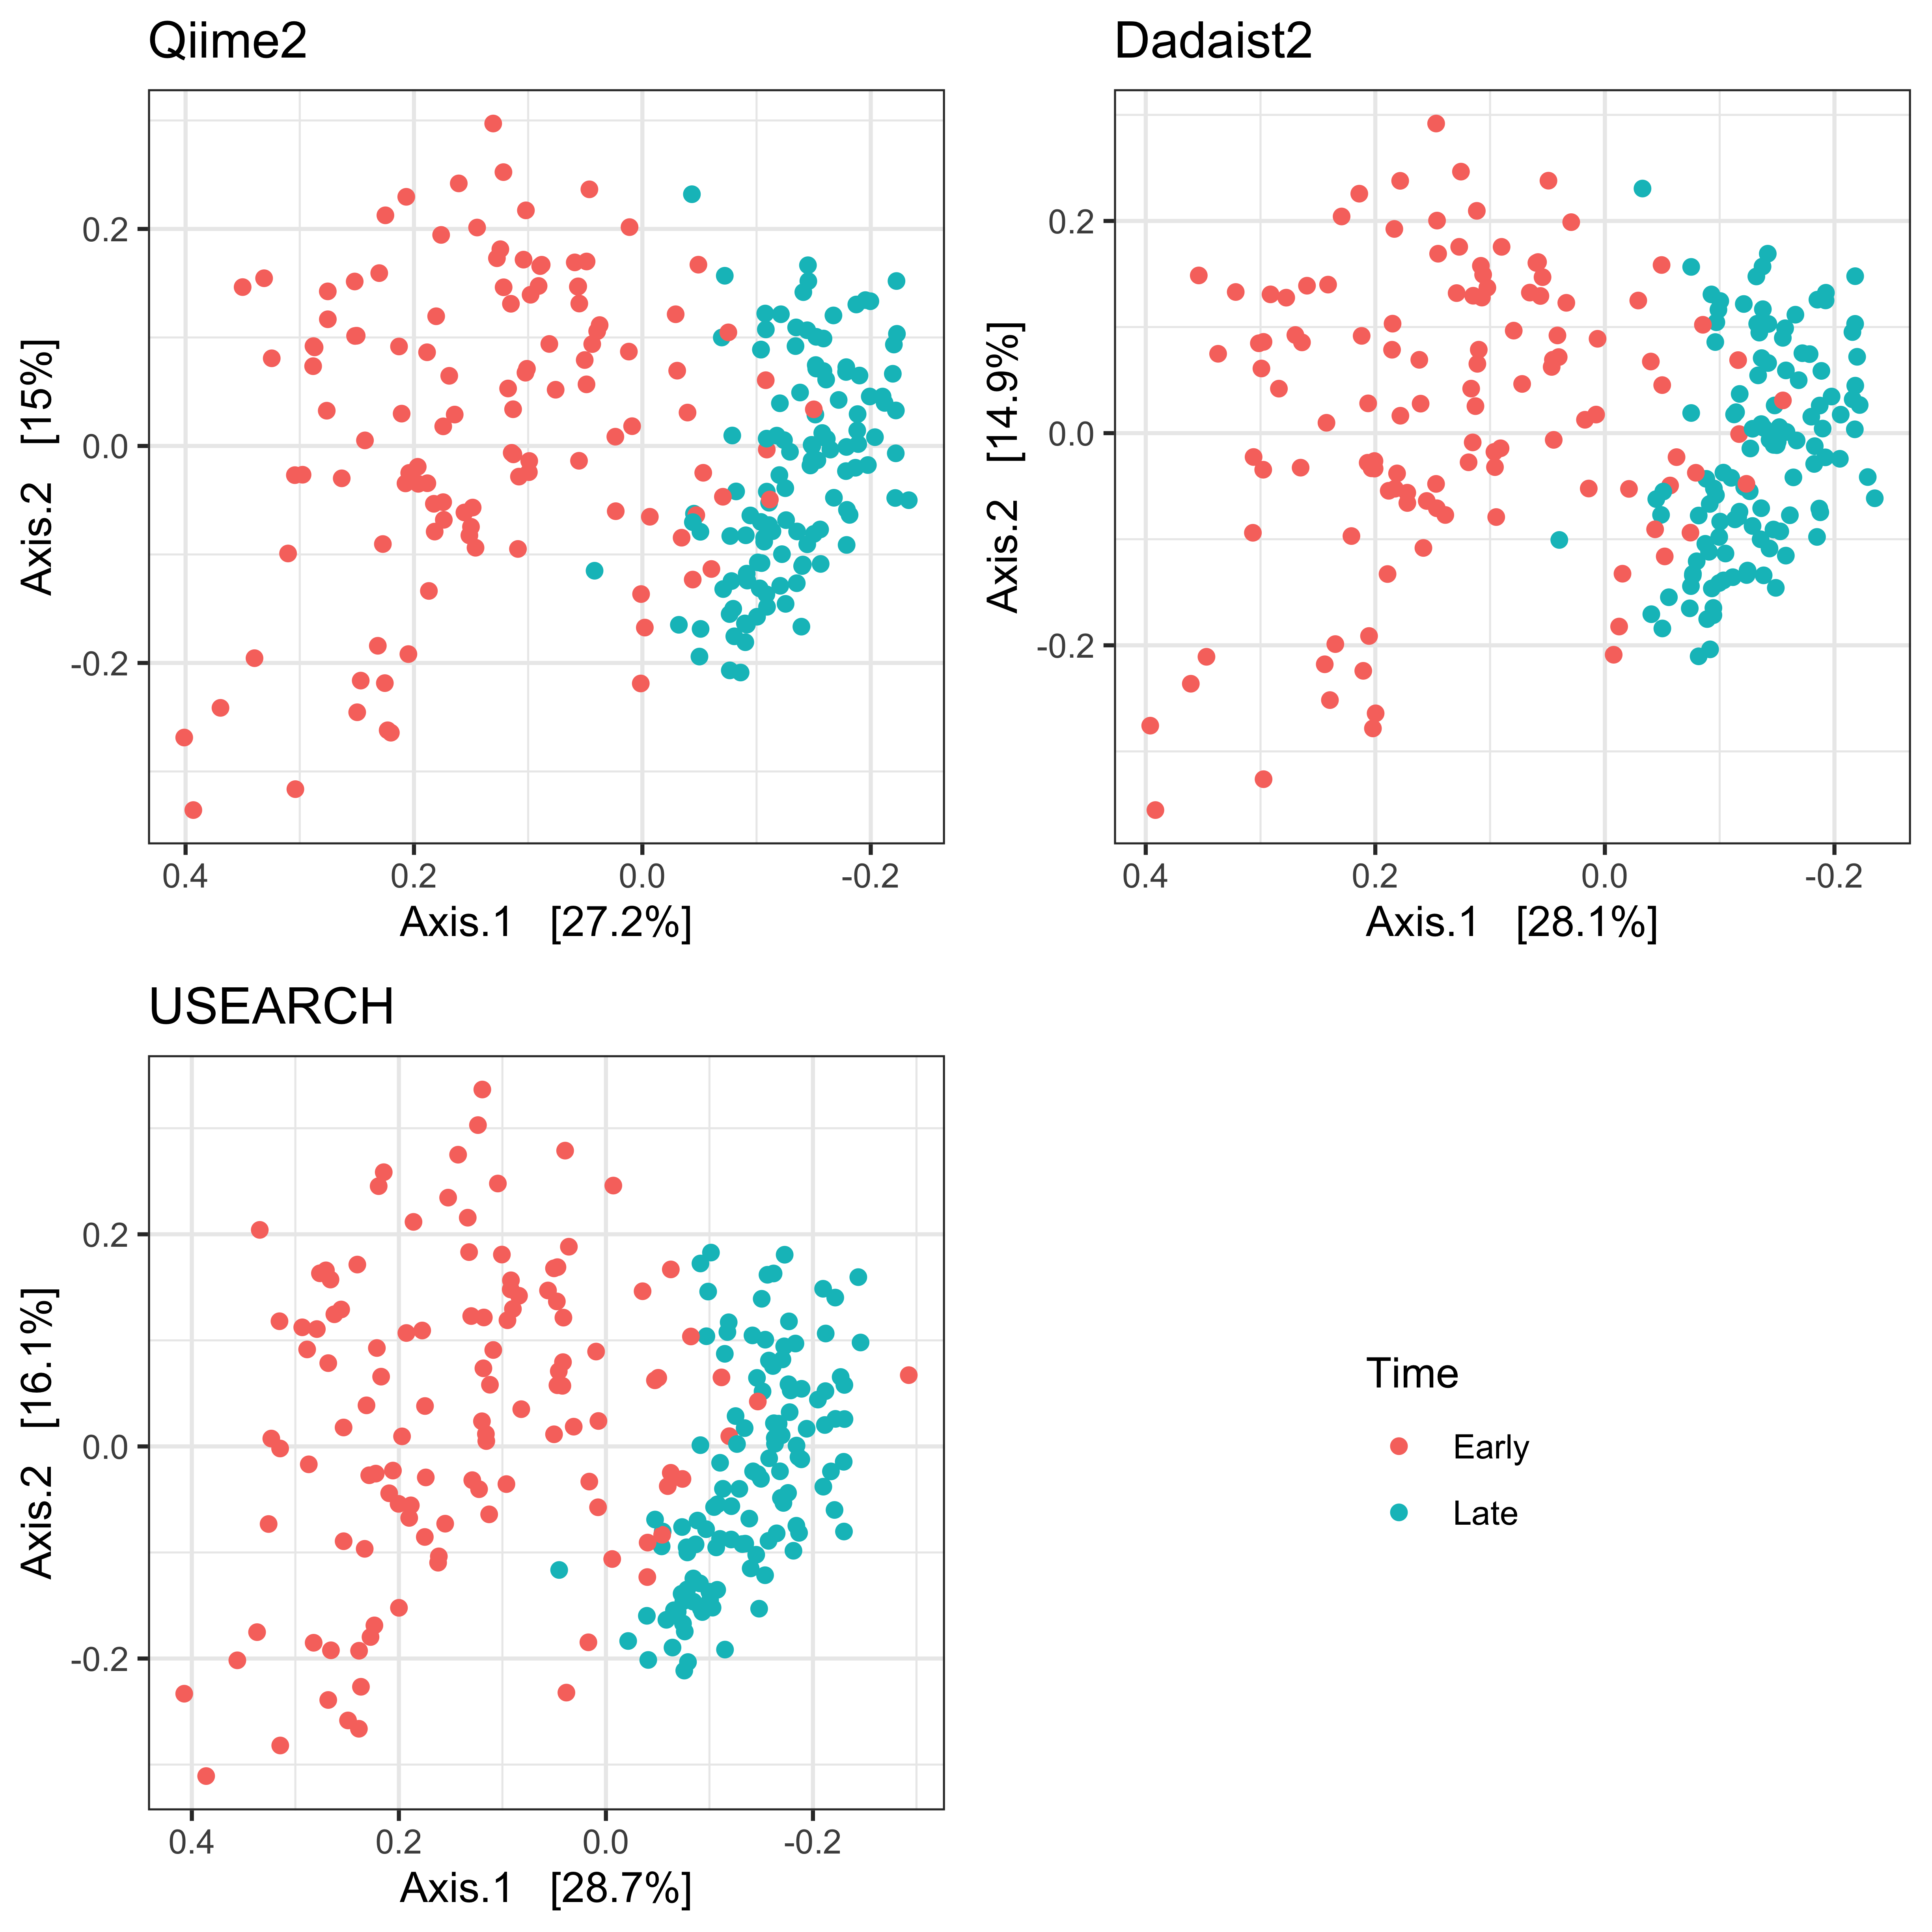 Qiime2
Axis.2 [15%]
0.2
0.0
-0.2
0.4 0.2 0.0 -0.2
Axis.1 [27.2%]
Dadaist2
Axis.2 [14.9%]
0.2
0.0
-0.2
0.4 0.2 0.0 -0.2
Axis.1 [28.1%]
USEARCH
Axis.2 [16.1%]
0.2
0.0
-0.2
0.4 0.2 0.0 -0.2
Axis.1 [28.7%]
Time
Early
Late